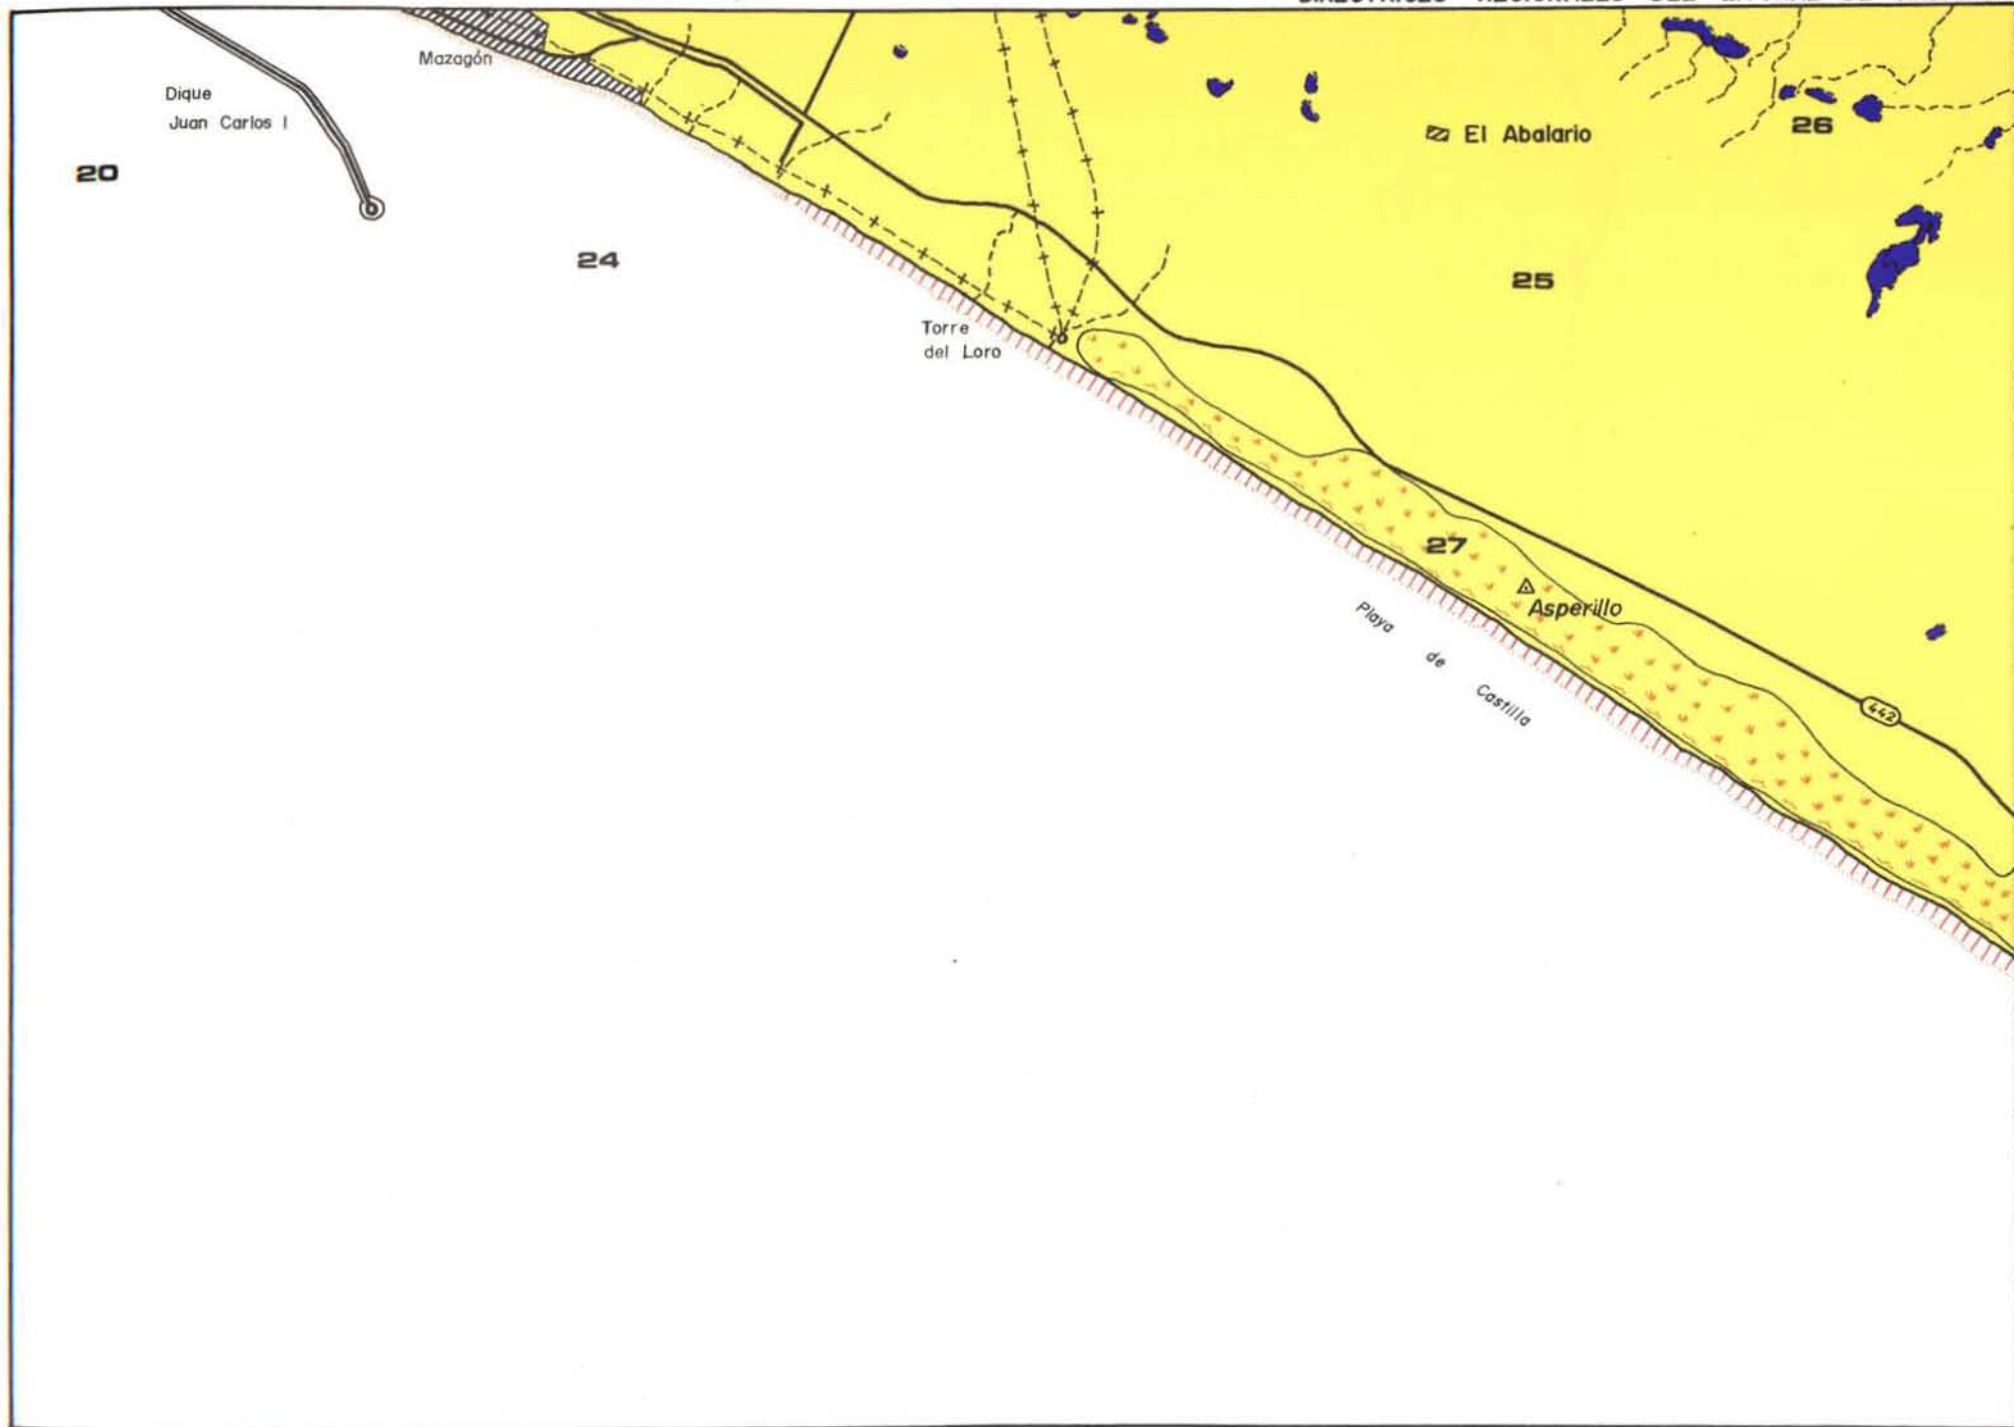 Mazagón
Dique
Juan Carlos I
20
24
El Abalario
26
25
Torre
del Loro
27
Asperillo
Playa de Castilla
442